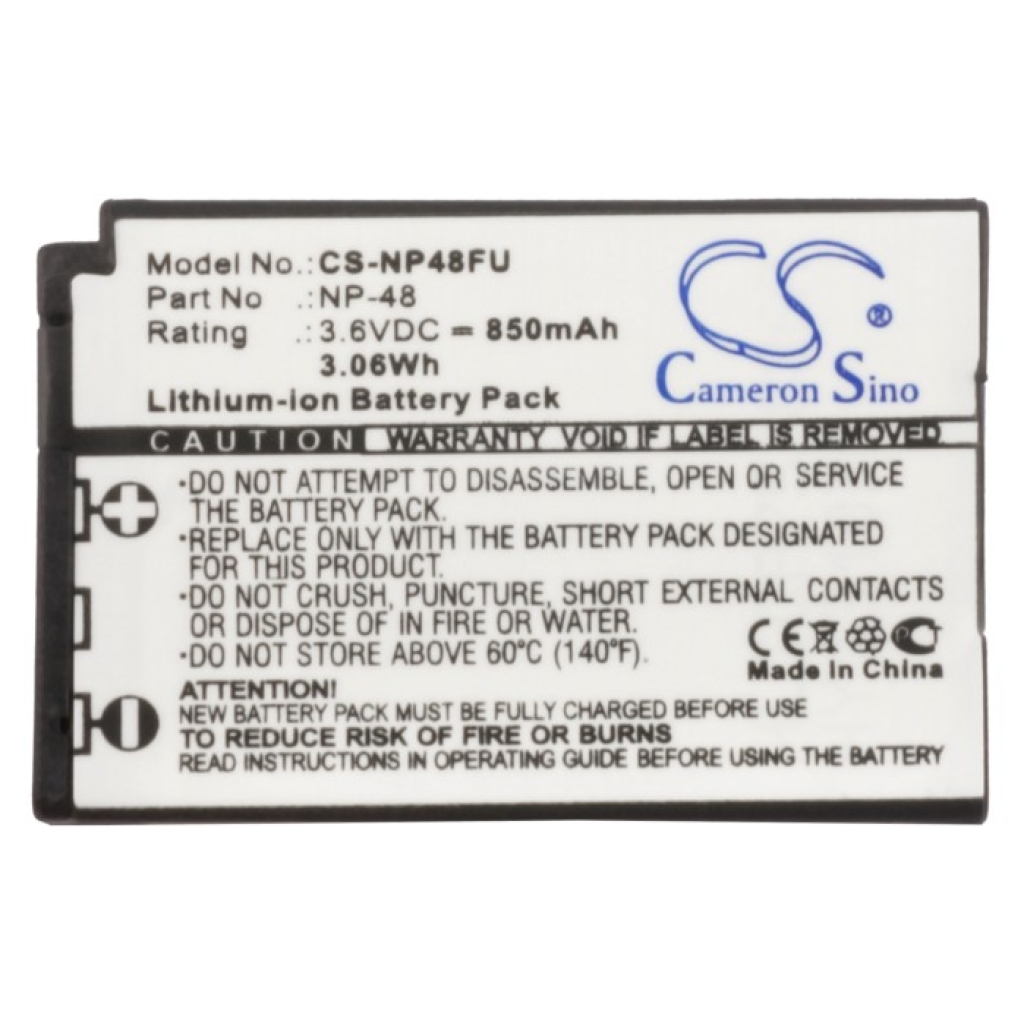 Model No.: CS-NP48FU
Part No .: NP-48
Rating .: 3.6VDC ⎓ 850mAh
3.06Wh
Lithium-ion Battery Pack
CS ®
Cameron Sino
CAUTION WARRANTY VOID IF LABEL IS REMOVED
·DO NOT ATTEMPT TO DISASSEMBLE, OPEN OR SERVICE
THE BATTERY PACK.
·REPLACE ONLY WITH THE BATTERY PACK DESIGNATED
FOR THIS PRODUCT.
·DO NOT CRUSH, PUNCTURE, SHORT EXTERNAL CONTACTS
OR DISPOSE OF IN FIRE OR WATER.
·DO NOT STORE ABOVE 60°C (140°F).
CE PC
Made In China
ATTENTION!
NEW BATTERY PACK MUST BE FULLY CHARGED BEFORE USE
TO REDUCE RISK OF FIRE OR BURNS
READ INSTRUCTIONS IN OPERATING GUIDE BEFORE USING THE BATTERY